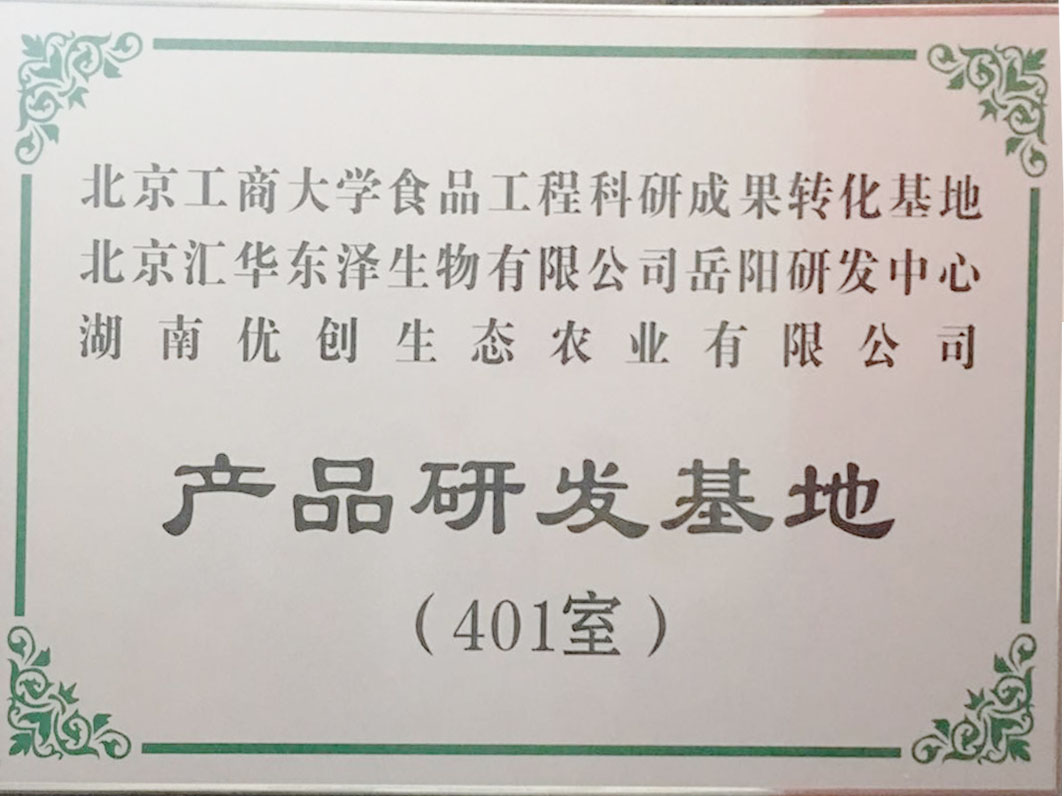 北京工商大学食品工程科研成果转化基地
北京汇华东泽生物有限公司岳阳研发中心
湖南优创生态农业有限公司
产品研发基地
（401室）